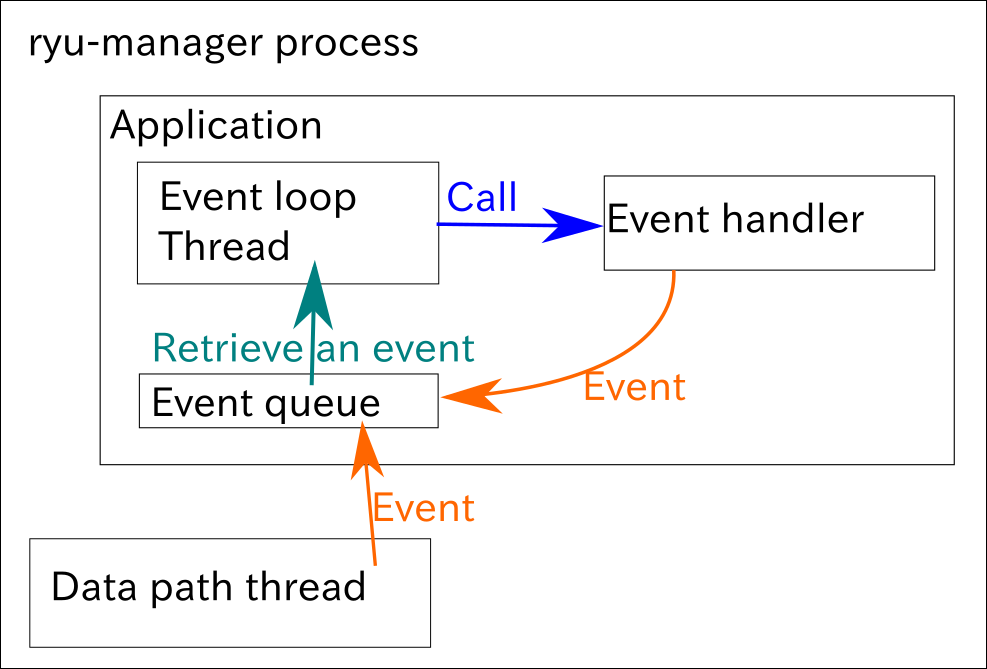 ryu-manager process
Application
Event loop
Thread
Call
Event handler
Retrieve an event
Event queue
Event
Event
Data path thread